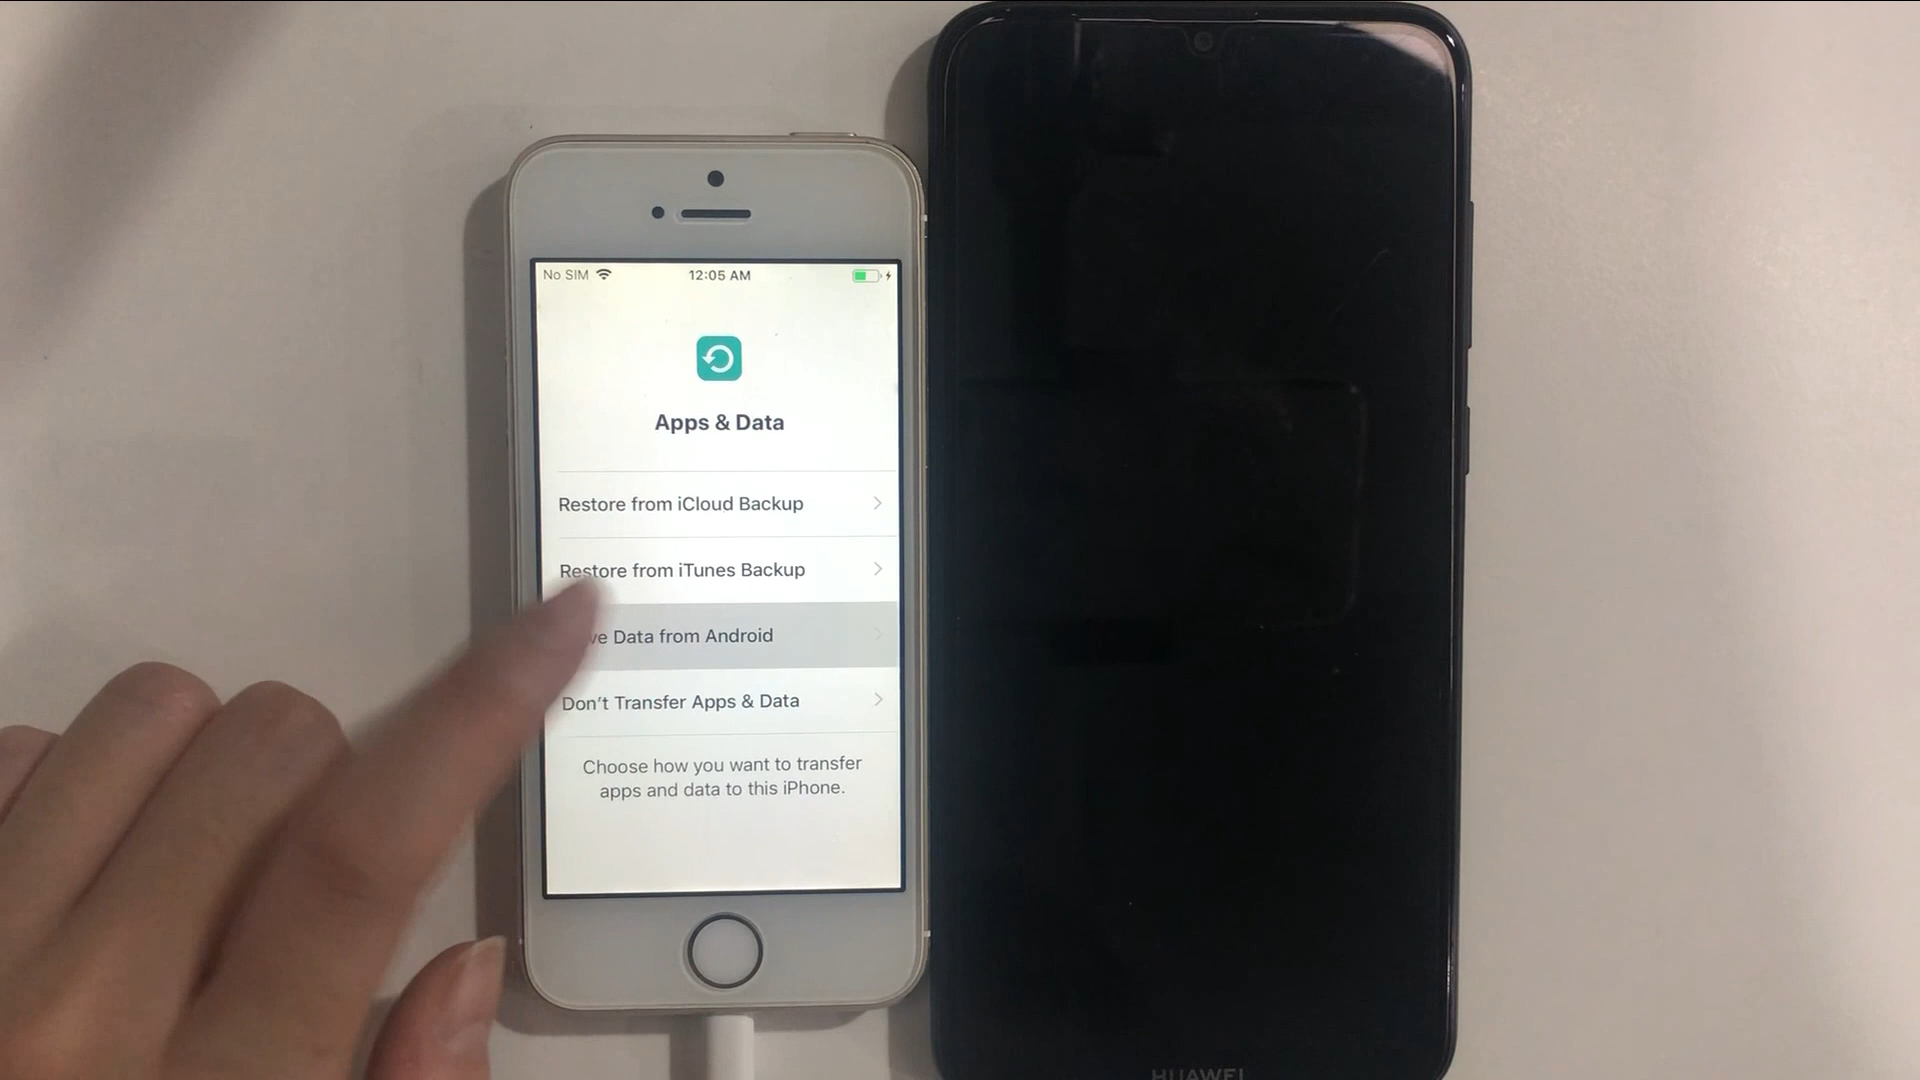 No SIM 12:05 AM
Apps & Data
Restore from iCloud Backup
Restore from iTunes Backup
Data from Android
Don't Transfer Apps & Data
Choose how you want to transfer
apps and data to this iPhone.
HUAWEI